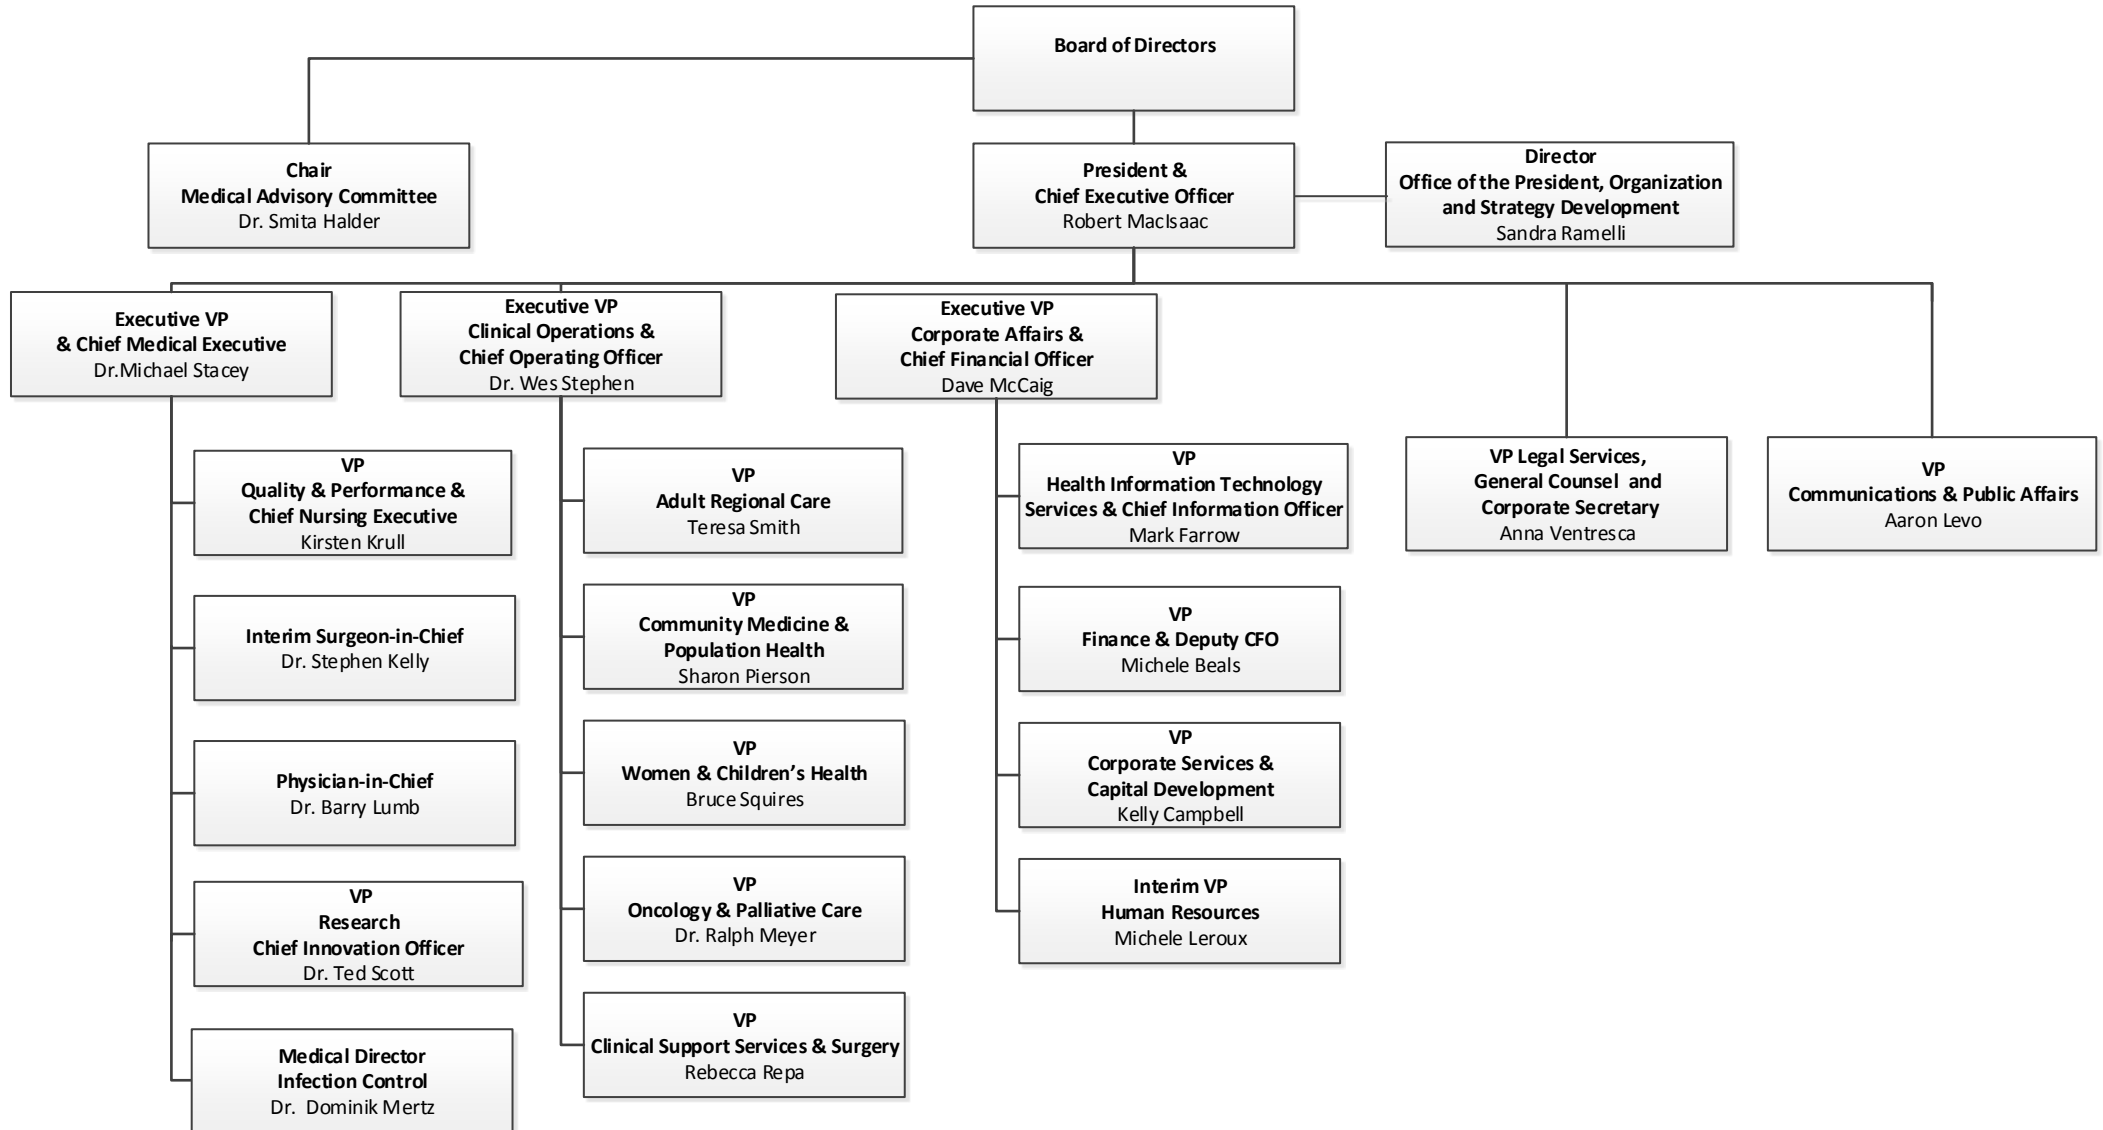 Board of Directors
Chair
Medical Advisory Committee
Dr. Smita Halder
President &
Chief Executive Officer
Robert MacIsaac
Director
Office of the President, Organization
and Strategy Development
Sandra Ramelli
Executive VP
& Chief Medical Executive
Dr.Michael Stacey
Executive VP
Clinical Operations &
Chief Operating Officer
Dr. Wes Stephen
Executive VP
Corporate Affairs &
Chief Financial Officer
Dave McCaig
VP
Quality & Performance &
Chief Nursing Executive
Kirsten Krull
Interim Surgeon-in-Chief
Dr. Stephen Kelly
Physician-in-Chief
Dr. Barry Lumb
VP
Research
Chief Innovation Officer
Dr. Ted Scott
Medical Director
Infection Control
Dr. Dominik Mertz
VP
Adult Regional Care
Teresa Smith
VP
Community Medicine &
Population Health
Sharon Pierson
VP
Women & Children’s Health
Bruce Squires
VP
Oncology & Palliative Care
Dr. Ralph Meyer
VP
Clinical Support Services & Surgery
Rebecca Repa
VP
Health Information Technology
Services & Chief Information Officer
Mark Farrow
VP
Finance & Deputy CFO
Michele Beals
VP
Corporate Services &
Capital Development
Kelly Campbell
Interim VP
Human Resources
Michele Leroux
VP Legal Services,
General Counsel and
Corporate Secretary
Anna Ventresca
VP
Communications & Public Affairs
Aaron Levo